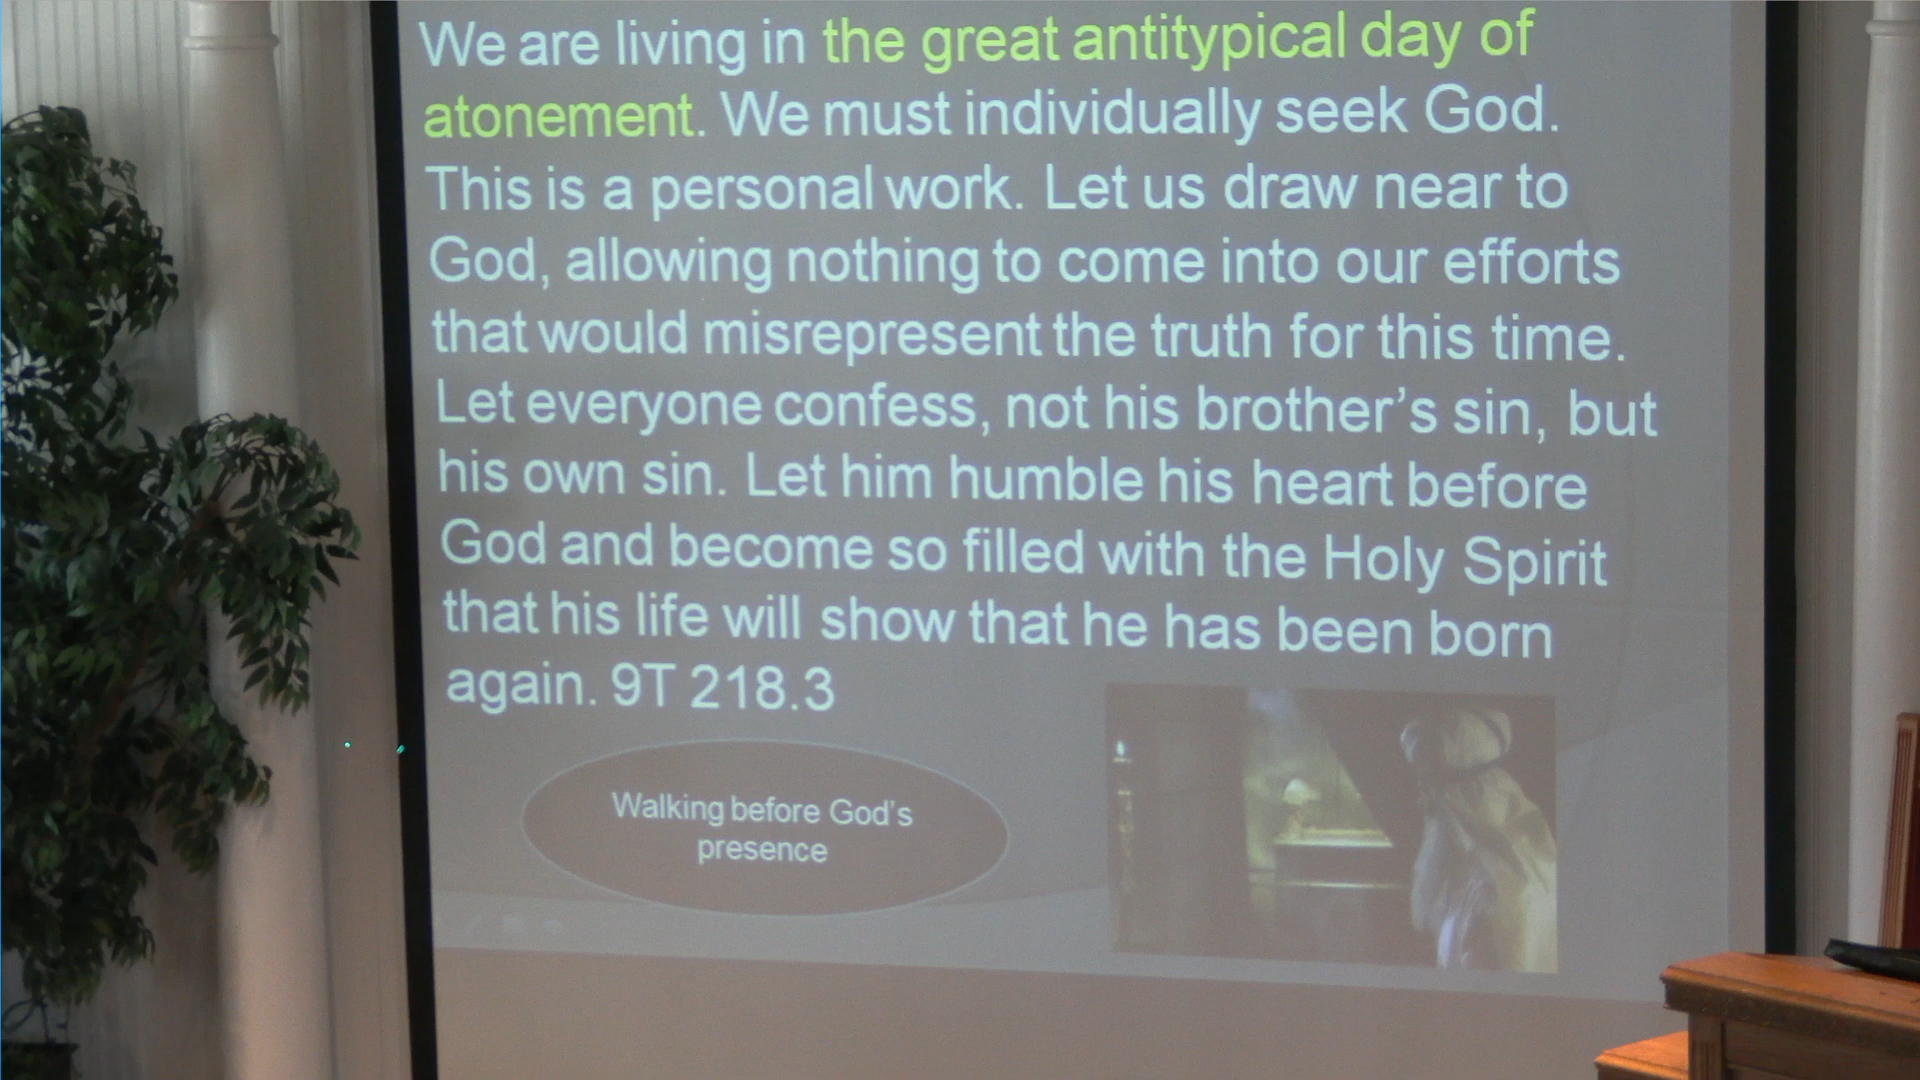 We are living in the great antitypical day of
atonement. We must individually seek God.
This is a personal work. Let us draw near to
God, allowing nothing to come into our efforts
that would misrepresent the truth for this time.
Let everyone confess, not his brother’s sin, but
his own sin. Let him humble his heart before
God and become so filled with the Holy Spirit
that his life will show that he has been born
again. 9T 218.3
Walking before God's
presence